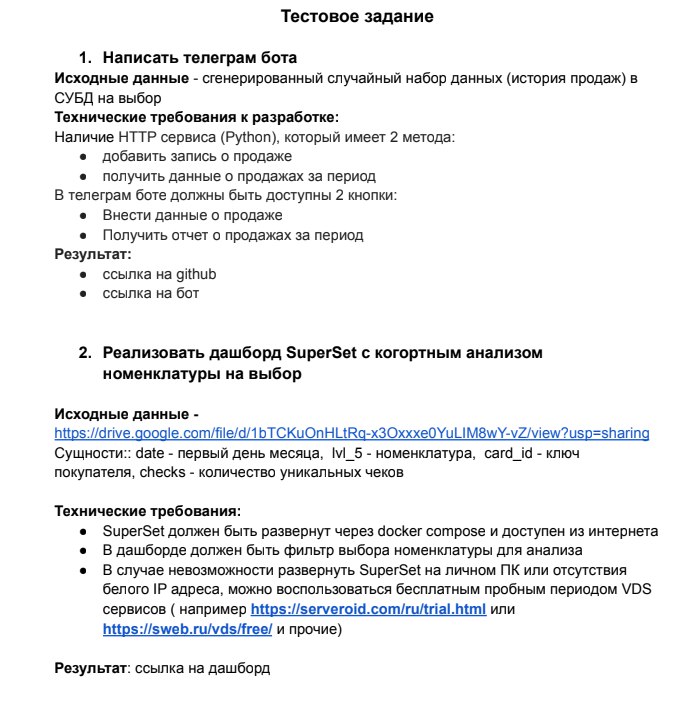 Тестовое задание
1. Написать телеграм бота
Исходные данные - сгенерированный случайный набор данных (история продаж) в
СУБД на выбор
Технические требования к разработке:
Наличие HTTP сервиса (Python), который имеет 2 метода:
● добавить запись о продаже
● получить данные о продажах за период
В телеграм боте должны быть доступны 2 кнопки:
● Внести данные о продаже
● Получить отчет о продажах за период
Результат:
● ссылка на github
● ссылка на бот
2. Реализовать дашборд SuperSet с когортным анализом
номенклатуры на выбор
Исходные данные -
https://drive.google.com/file/d/1bTCKuOnHLtRq-x3Oxxxe0YuLIM8wY-vZ/view?usp=sharing
Сущности:: date - первый день месяца, lvl_5 - номенклатура, card_id - ключ
покупателя, checks - количество уникальных чеков
Технические требования:
● SuperSet должен быть развернут через docker compose и доступен из интернета
● В дашборде должен быть фильтр выбора номенклатуры для анализа
● В случае невозможности развернуть SuperSet на личном ПК или отсутствия
белого IP адреса, можно воспользоваться бесплатным пробным периодом VDS
сервисов ( например https://serveroid.com/ru/trial.html или
https://sweb.ru/vds/free/ и прочие)
Результат: ссылка на дашборд